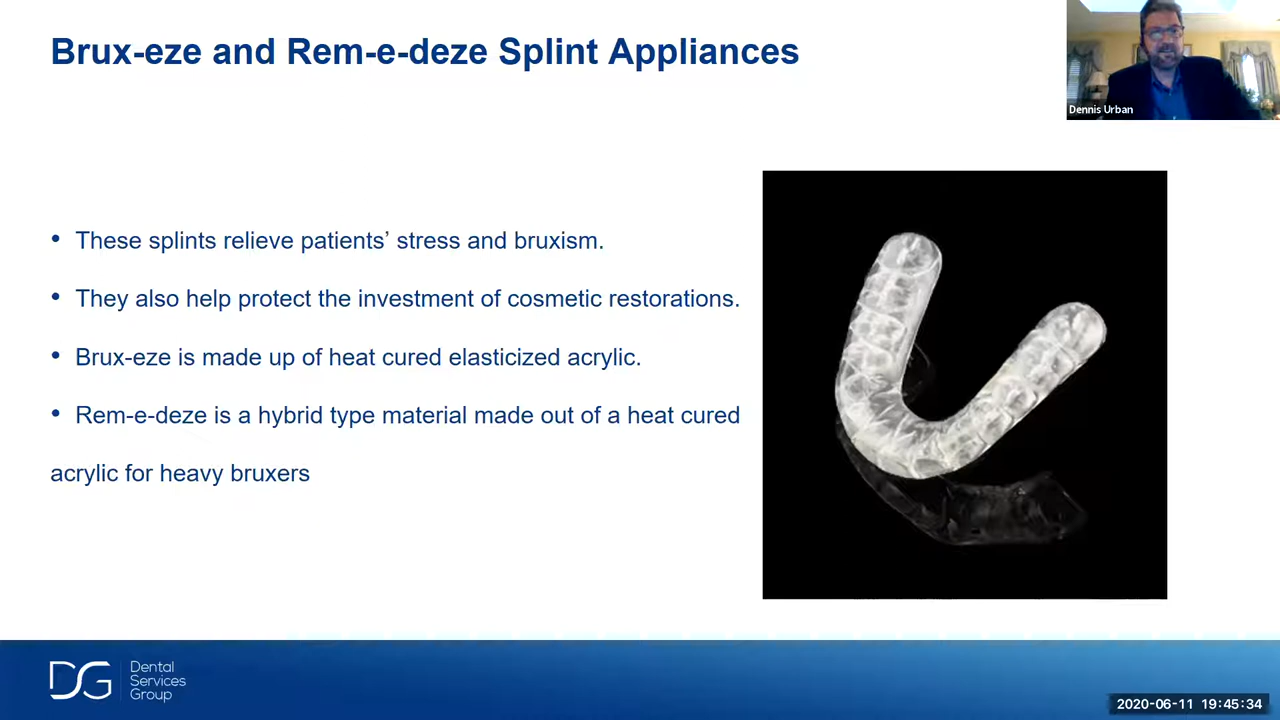 Brux-eze and Rem-e-deze Splint Appliances
Dennis Urban
• These splints relieve patients’ stress and bruxism.
• They also help protect the investment of cosmetic restorations.
• Brux-eze is made up of heat cured elasticized acrylic.
• Rem-e-deze is a hybrid type material made out of a heat cured
acrylic for heavy bruxers
DSG
Dental
Services
Group
2020-06-11 19:45:34